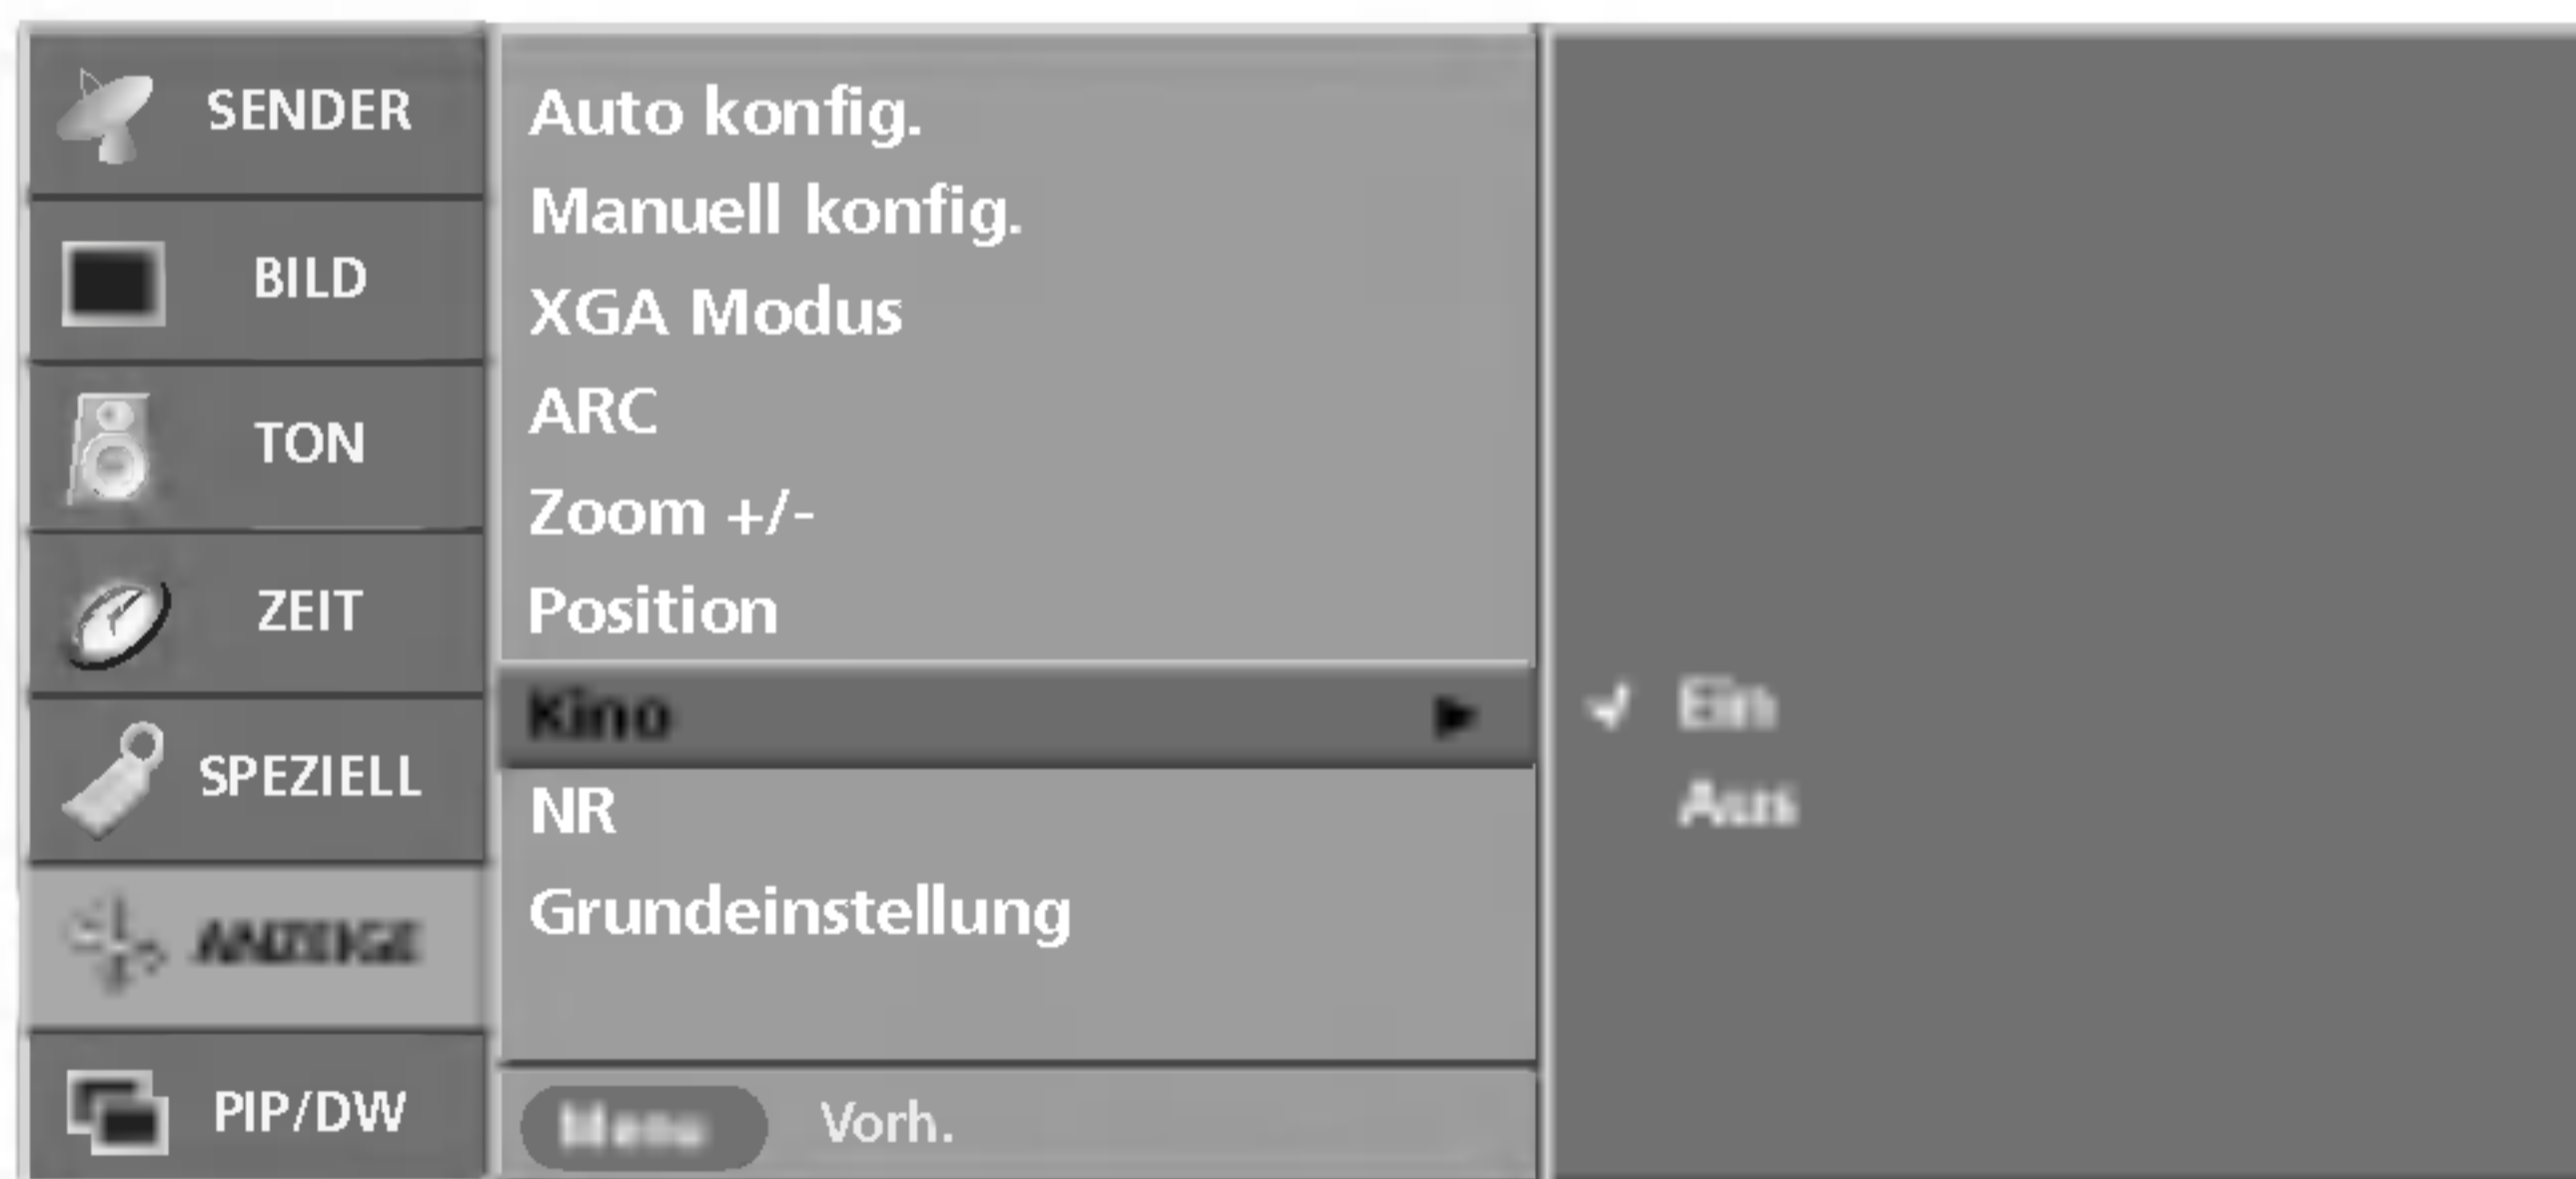 SENDER
BILD
TON
ZEIT
SPEZIELL
ANZEIGE
PIP/DW
Auto konfig.
Manuell konfig.
XGA Modus
ARC
Zoom +/-
Position
Kino
NR
Grundeinstellung
Menu Vorh.
Ein
Aus